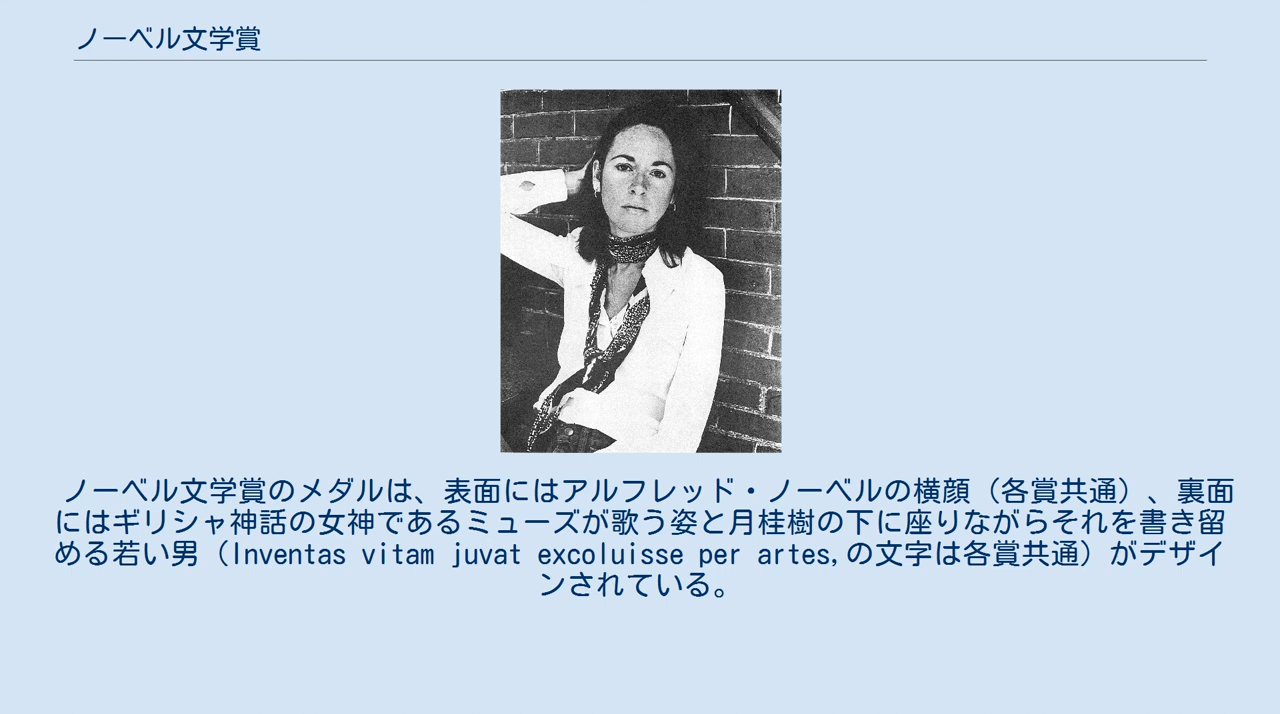 ノーベル文学賞
ノーベル文学賞のメダルは、表面にはアルフレッド・ノーベルの横顔（各賞共通）、裏面
にはギリシャ神話の女神であるミューズが歌う姿と月桂樹の下に座りながらそれを書き留
める若い男（Inventas vitam juvat excoluisse per artes,の文字は各賞共通）がデザイ
ンされている。